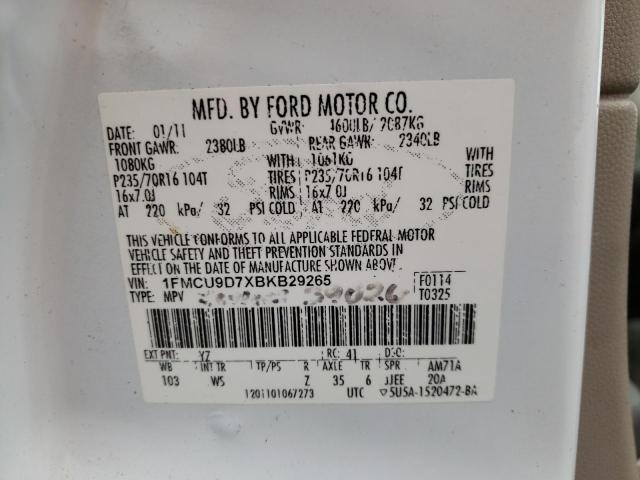 MFD. BY FORD MOTOR CO.
DATE: 01/11 GVWR: 4600LB/ 2087KG
FRONT GAWR: 2380LB REAR GAWR: 2340LB
1080KG WITH 1061KG WITH
P235/70R16 104T TIRES P235/70R16 104T TIRES
16x7.0J RIMS 16x7.0J RIMS
AT 220 kPa/ 32 PSI COLD AT 220 kPa/ 32 PSI COLD
THIS VEHICLE CONFORMS TO ALL APPLICABLE FEDERAL MOTOR
VEHICLE SAFETY AND THEFT PREVENTION STANDARDS IN
EFFECT ON THE DATE OF MANUFACTURE SHOWN ABOVE.
VIN: 1FMCU9D7XBKB29265 F0114
TYPE: MPV T0325
EXT PNT: YZ RC: 41 DSO:
WB INT TR TP/PS R AXLE TR SPR AM71A
103 WS Z 35 6 JJEE 20A
1201101067273 UTC ▽5U5A-1520472-BA